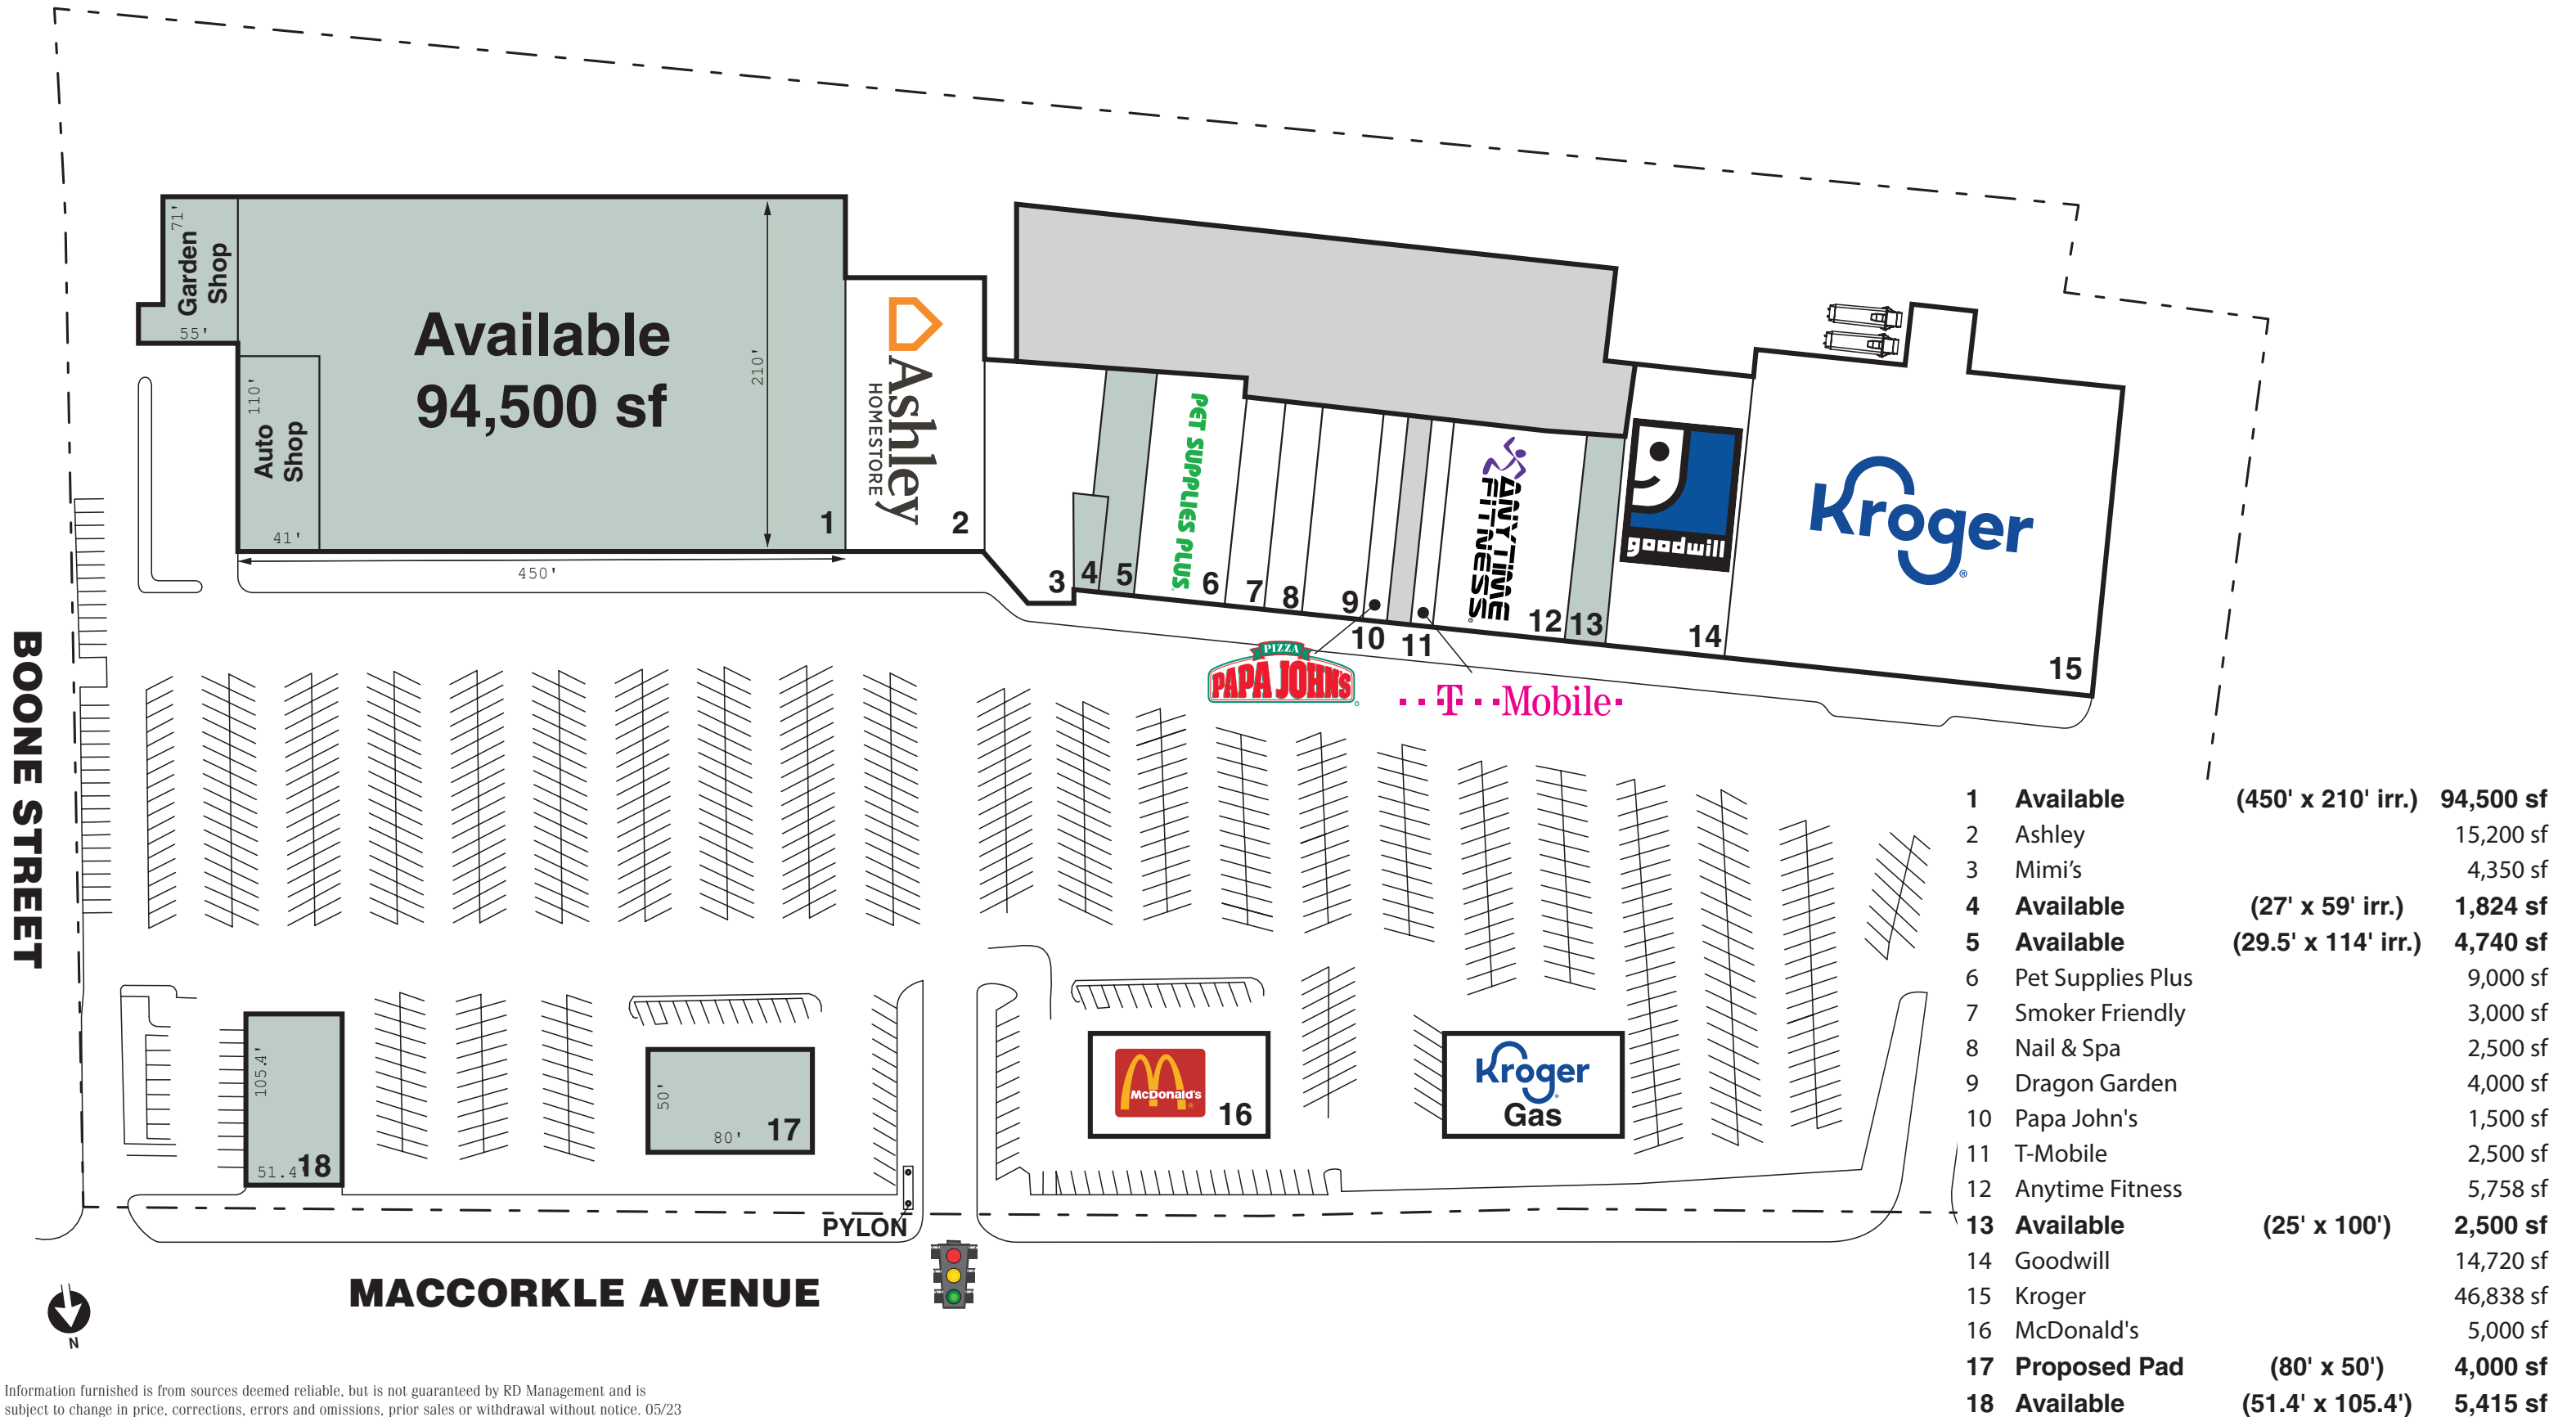 71'
Garden
Shop
55'
110'
Auto
Shop
41'
Available
94,500 sf
210'
450'
1
Ashley
HOMESTORE
2
3
4
5
PET SUPPLIES PLUS
6
7
8
9
10
11
ANYTIME
FITNESS
12
13
goodwill
14
Kroger
15
PIZZA
PAPA JOHN'S
T Mobile
BOONE STREET
105.4'
51.4'
18
50'
80'
17
McDonald's
16
Kroger
Gas
PYLON
MACCORKLE AVENUE
N
1 Available (450' x 210' irr.) 94,500 sf
2 Ashley 15,200 sf
3 Mimi's 4,350 sf
4 Available (27' x 59' irr.) 1,824 sf
5 Available (29.5' x 114' irr.) 4,740 sf
6 Pet Supplies Plus 9,000 sf
7 Smoker Friendly 3,000 sf
8 Nail & Spa 2,500 sf
9 Dragon Garden 4,000 sf
10 Papa John's 1,500 sf
11 T-Mobile 2,500 sf
12 Anytime Fitness 5,758 sf
13 Available (25' x 100') 2,500 sf
14 Goodwill 14,720 sf
15 Kroger 46,838 sf
16 McDonald's 5,000 sf
17 Proposed Pad (80' x 50') 4,000 sf
18 Available (51.4' x 105.4') 5,415 sf
Information furnished is from sources deemed reliable, but is not guaranteed by RD Management and is
subject to change in price, corrections, errors and omissions, prior sales or withdrawal without notice. 05/23